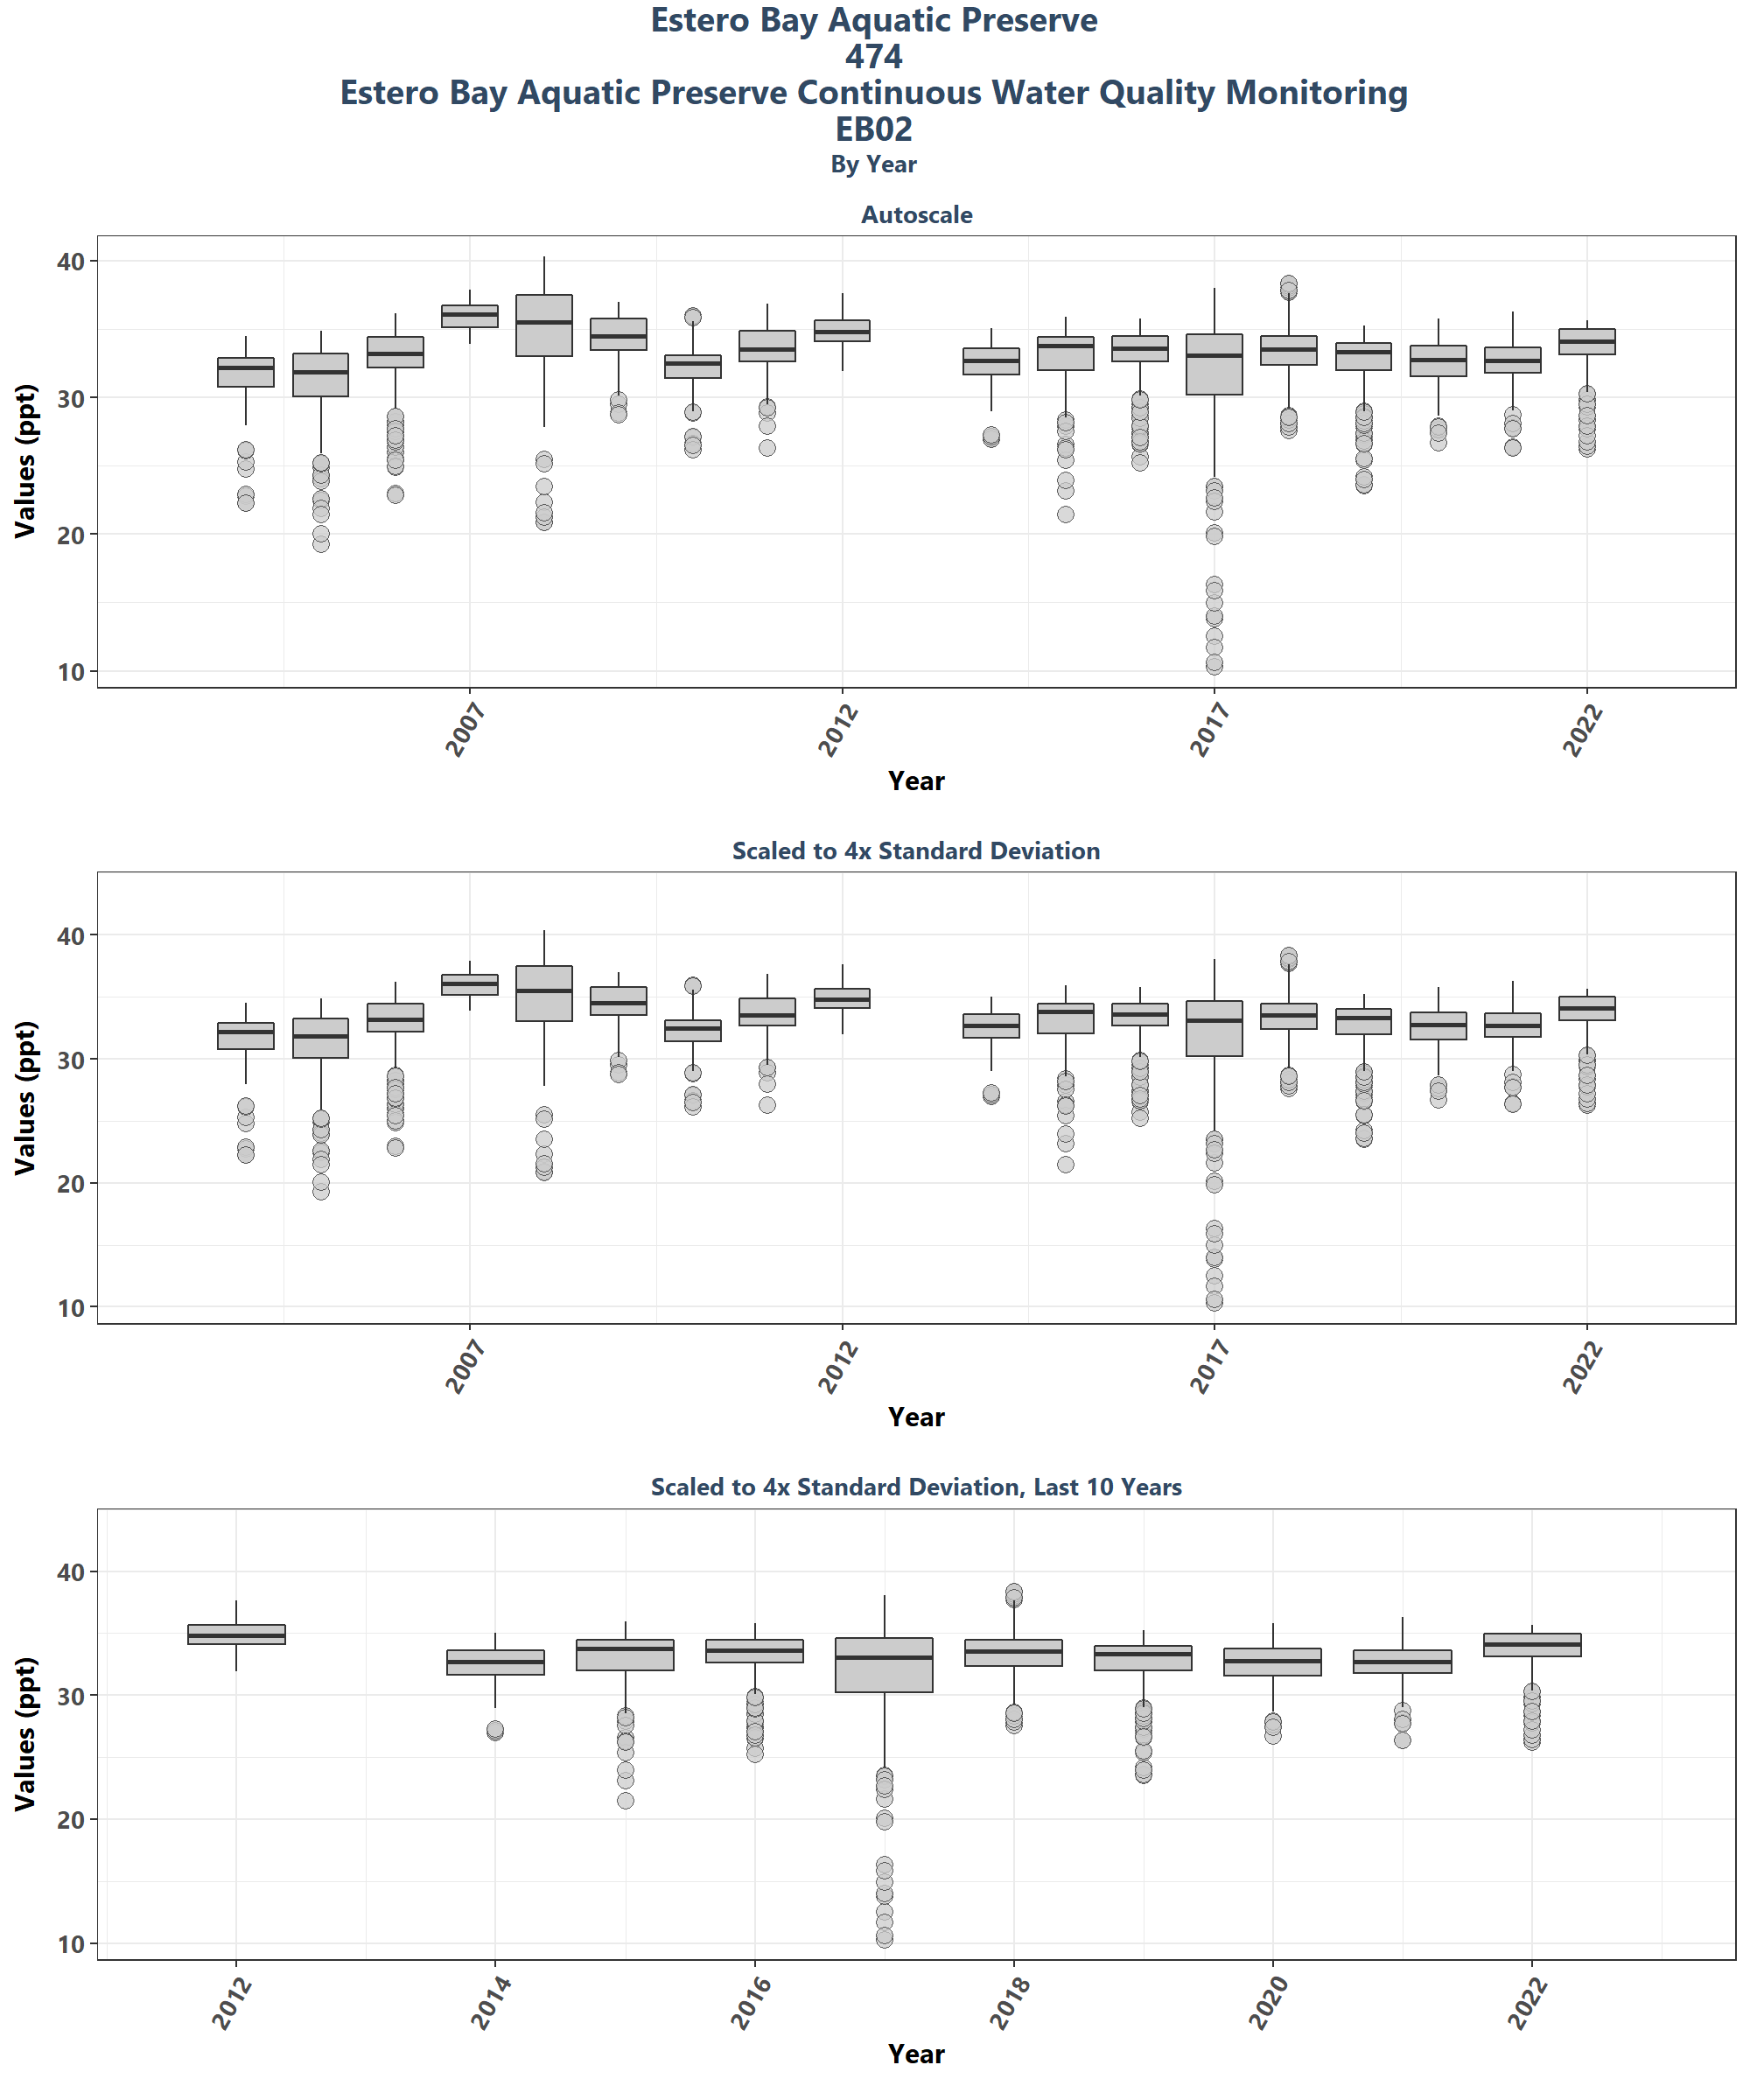 Estero Bay Aquatic Preserve
474
Estero Bay Aquatic Preserve Continuous Water Quality Monitoring
EB02
By Year
Autoscale
Values (ppt)
40
30
20
10
2007
2012
2017
2022
Year
Scaled to 4x Standard Deviation
Values (ppt)
40
30
20
10
2007
2012
2017
2022
Year
Scaled to 4x Standard Deviation, Last 10 Years
Values (ppt)
40
30
20
10
2012
2014
2016
2018
2020
2022
Year